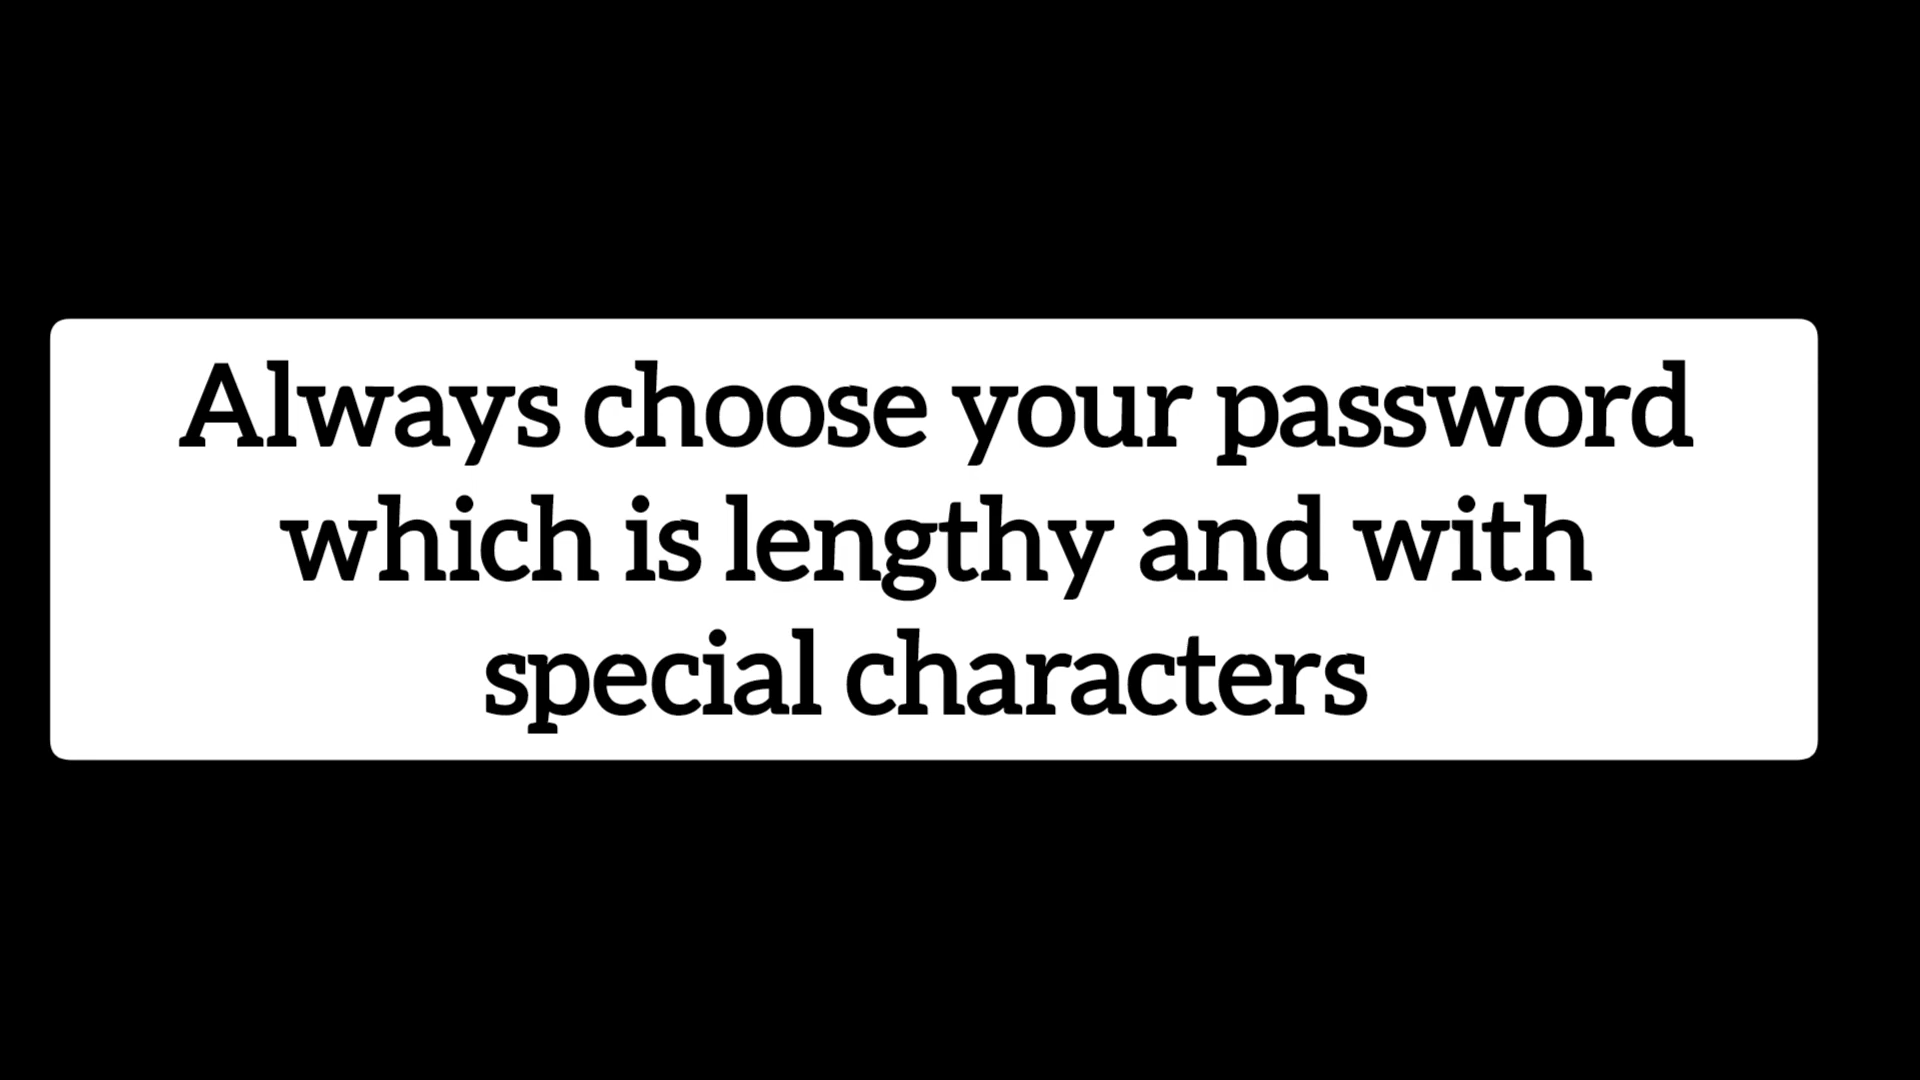 Always choose your password
which is lengthy and with
special characters